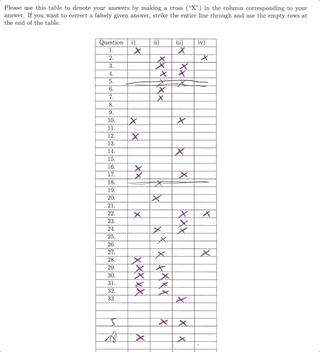 Please use this table to denote your answers by making a cross ("X") in the column corresponding to your
answer. If you want to correct a falsely given answer, strike the entire line through and use the empty rows at
the end of the table.
Question i) ii) iii) iv)
1. X X
2. X X
3. X X
4. X X
5. X X
6. X
7. X
8.
9.
10. X X
11.
12. X
13.
14. X
15.
16. X
17. X X
18. X
19.
20. X
21.
22. X X X
23. X
24. X X
25. X
26.
27. X X
28. X
29. X X
30. X X
31. X X
32. X X
33. X
5 X X
X X